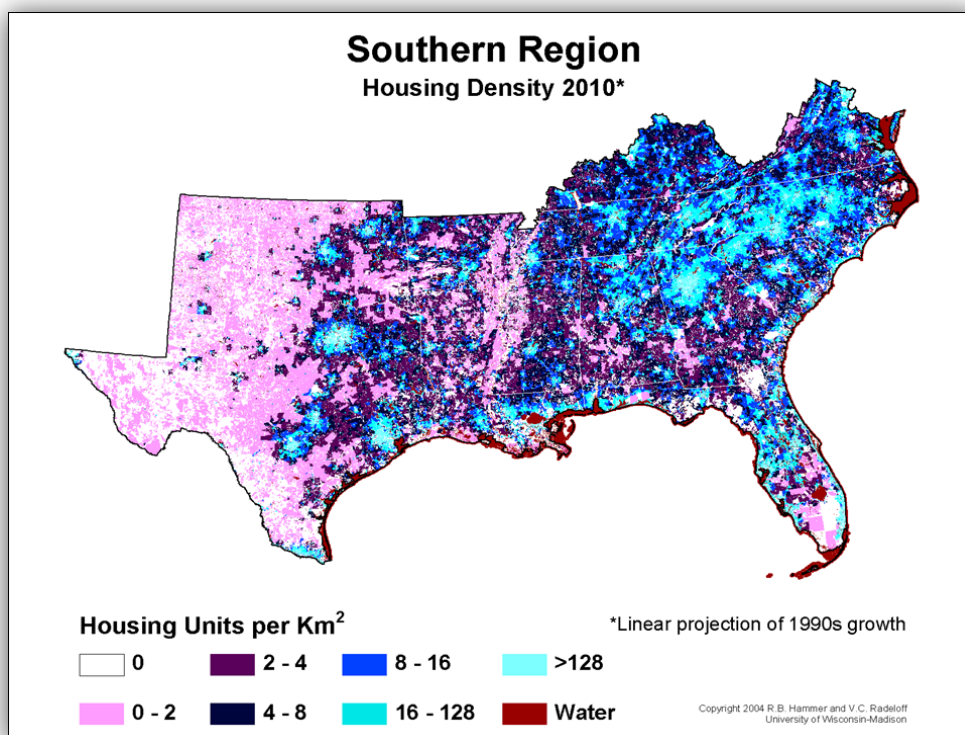 Southern Region
Housing Density 2010*
Housing Units per Km²
*Linear projection of 1990s growth
0
2 - 4
8 - 16
>128
0 - 2
4 - 8
16 - 128
Water
Copyright 2004 R.B. Hammer and V.C. Radeloff
University of Wisconsin-Madison